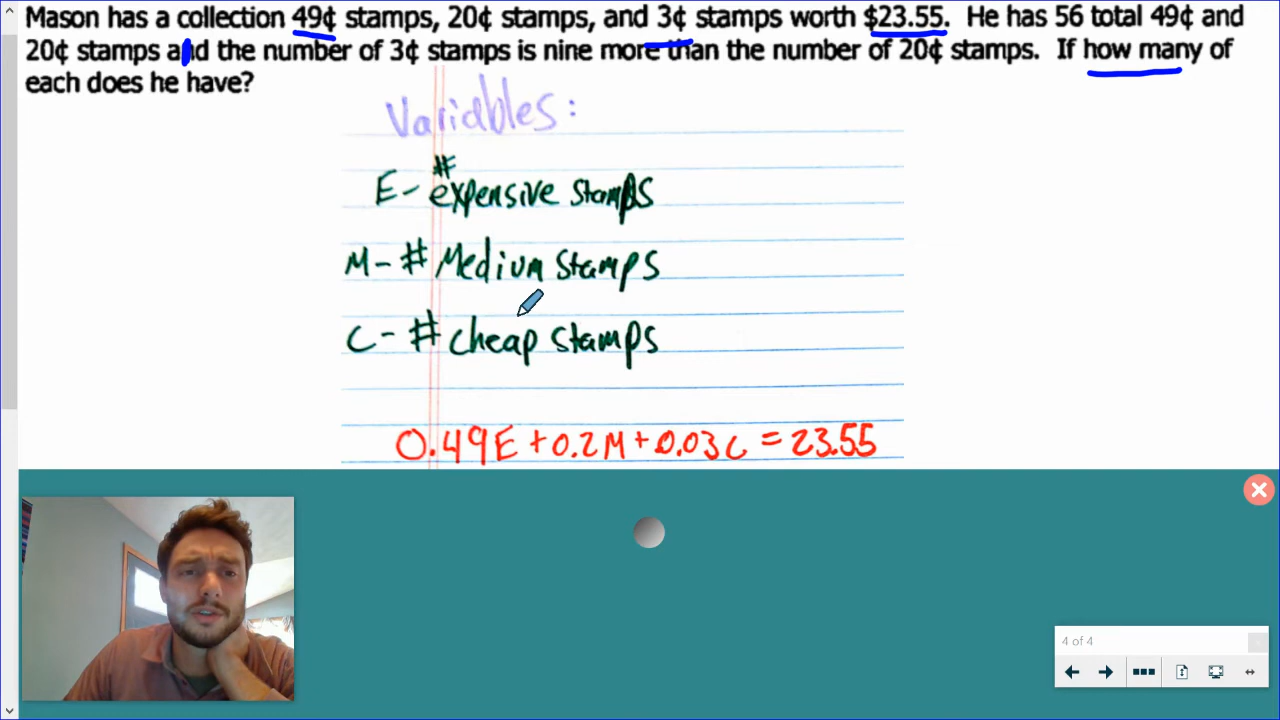 Mason has a collection 49¢ stamps, 20¢ stamps, and 3¢ stamps worth $23.55. He has 56 total 49¢ and
20¢ stamps and the number of 3¢ stamps is nine more than the number of 20¢ stamps. If how many of
each does he have?
Variables:
#
E- expensive stamps
M- # Medium stamps
C- # cheap stamps
0.49E + 0.2M + 0.03C = 23.55
4 of 4